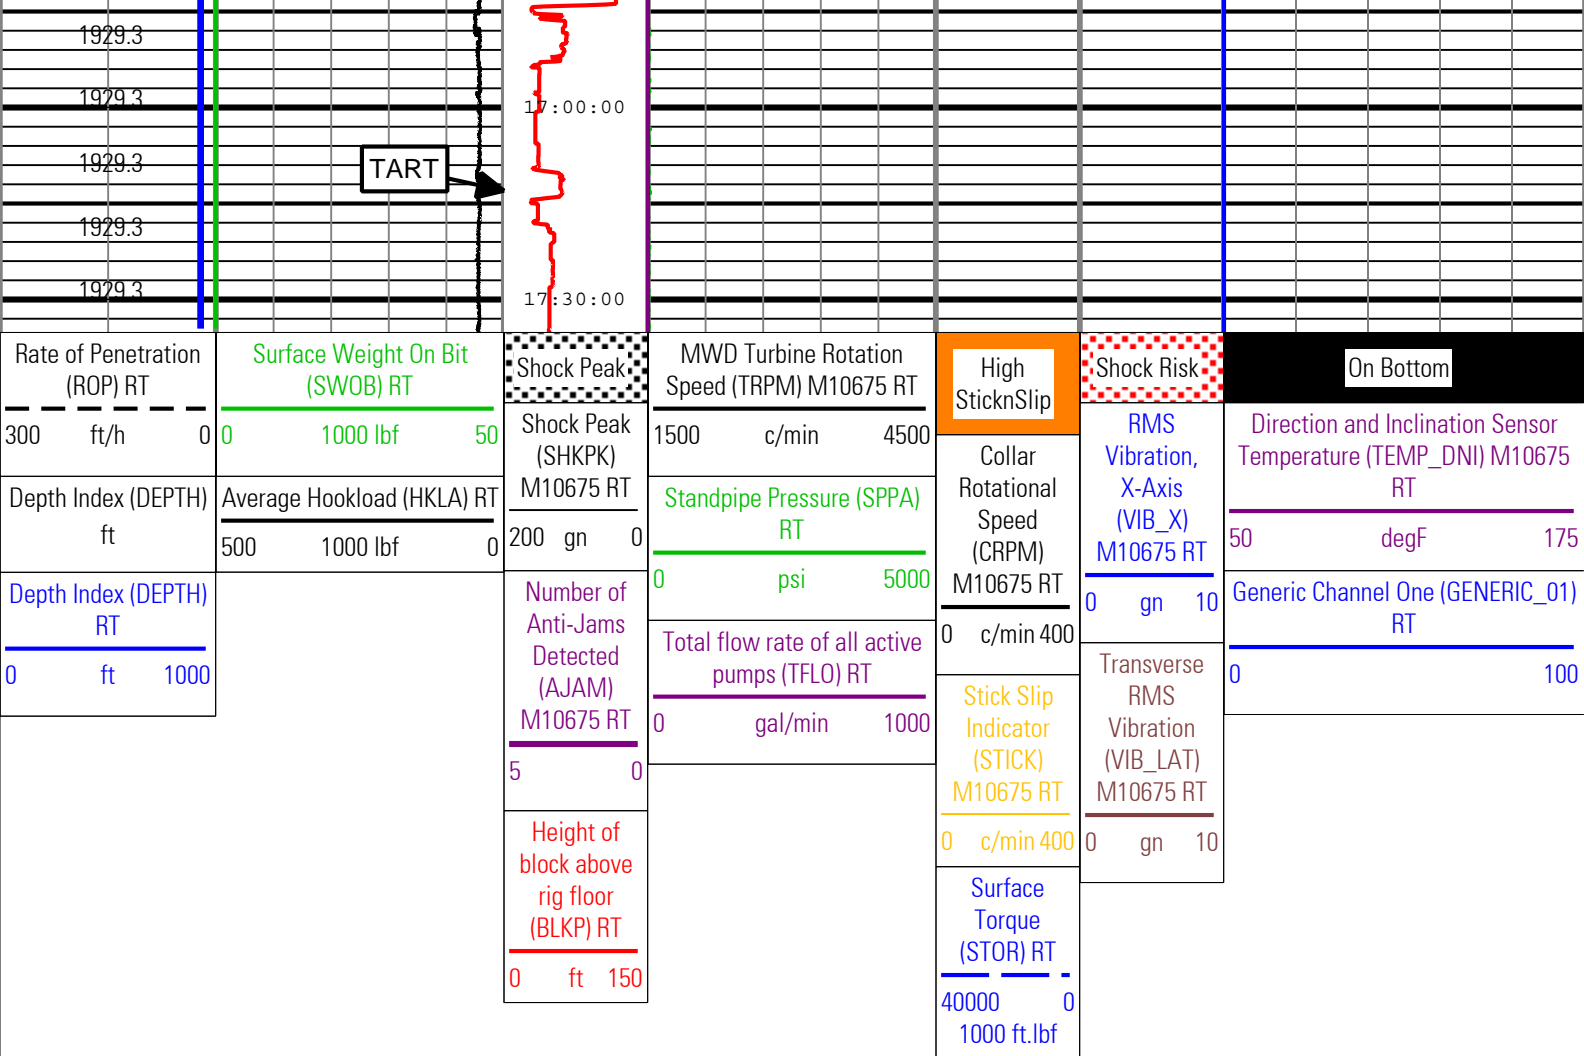 1929.3
1929.3
17:00:00
1929.3
TART
1929.3
1929.3
17:30:00
Rate of Penetration
(ROP) RT
300 ft/h 0
Depth Index (DEPTH)
ft
Depth Index (DEPTH)
RT
0 ft 1000
Surface Weight On Bit
(SWOB) RT
0 1000 lbf 50
Average Hookload (HKLA) RT
500 1000 lbf 0
Shock Peak
Shock Peak
(SHKPK)
M10675 RT
200 gn 0
Number of
Anti-Jams
Detected
(AJAM)
M10675 RT
5 0
Height of
block above
rig floor
(BLKP) RT
0 ft 150
MWD Turbine Rotation
Speed (TRPM) M10675 RT
1500 c/min 4500
Standpipe Pressure (SPPA)
RT
0 psi 5000
Total flow rate of all active
pumps (TFLO) RT
0 gal/min 1000
High
SticknSlip
Collar
Rotational
Speed
(CRPM)
M10675 RT
0 c/min 400
Stick Slip
Indicator
(STICK)
M10675 RT
0 c/min 400
Surface
Torque
(STOR) RT
40000 0
1000 ft.lbf
Shock Risk
RMS
Vibration,
X-Axis
(VIB_X)
M10675 RT
0 gn 10
Transverse
RMS
Vibration
(VIB_LAT)
M10675 RT
0 gn 10
On Bottom
Direction and Inclination Sensor
Temperature (TEMP_DNI) M10675
RT
50 degF 175
Generic Channel One (GENERIC_01)
RT
0 100